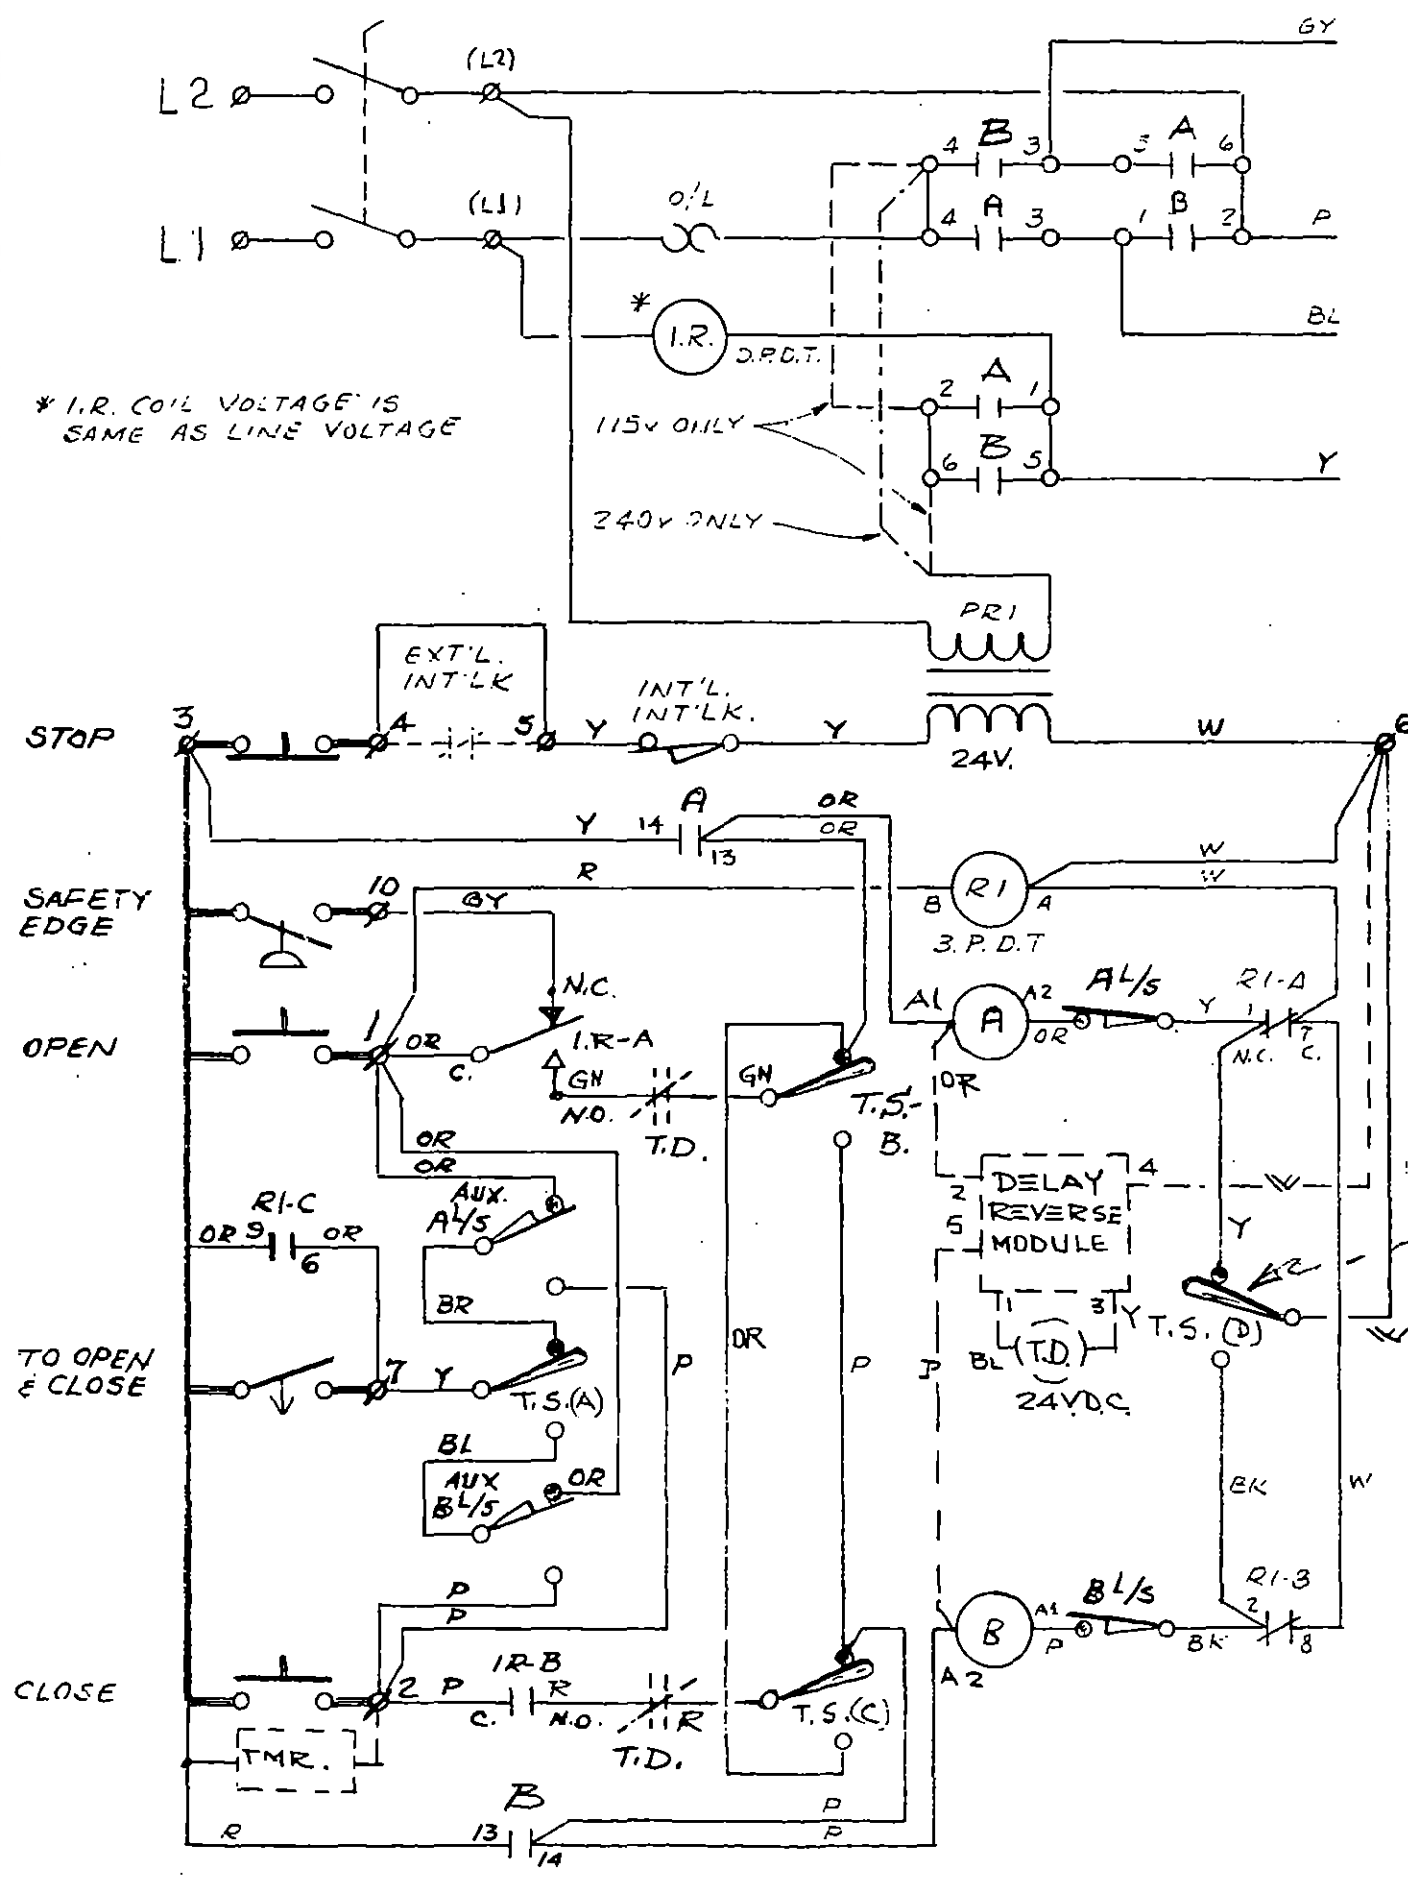 GY
L2
(L2)
4 B 3 3 A 6
L1
(L1)
O/L
4 A 3 1 B 2
P
BL
*
I.R.
D.P.D.T.
* I.R. COIL VOLTAGE IS
SAME AS LINE VOLTAGE
2 A 1
115V ONLY
6 B 5
Y
240V ONLY
PR1
EXT'L.
INT'LK
INT'L.
INT'LK.
STOP
3
4
5
Y
Y
24V.
W
6
Y
14
A
13
OR
OR
SAFETY
EDGE
10
GY
R
B
R1
A
3.P.D.T
W
W
N.C.
OPEN
1
OR
C.
I.R-A
GN
N.O.
T.D.
GN
T.S.-
B.
A1
A
A2
OR
A L/S
Y
R1-A
1
N.C.
7
C.
OR
OR
OR
AUX.
A L/S
R1-C
OR 9
6
OR
BR
2
5
DELAY
REVERSE
MODULE
4
W
1
3
Y
BL
(T.D.)
24V.D.C.
Y
T.S.(D)
TO OPEN
& CLOSE
7
Y
T.S.(A)
P
OR
P
P
BL
AUX
B L/S
OR
BK
W
P
P
B
A1
P
A2
B L/S
BK
R1-B
2
8
CLOSE
2
P
C.
IR-B
R
N.O.
R
T.D.
T.S.(C)
TMR.
R
13
B
14
P
P